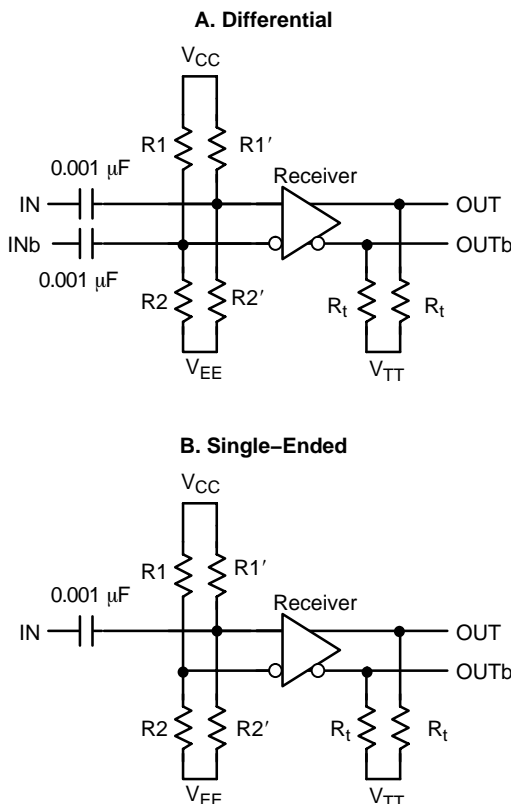 A. Differential
VCC
R1
R1′
0.001 μF
Receiver
IN
OUT
INb
OUTb
0.001 μF
R2
R2′
Rt
Rt
VEE
VTT
B. Single–Ended
VCC
R1
R1′
0.001 μF
Receiver
IN
OUT
OUTb
R2
R2′
Rt
Rt
VEE
VTT